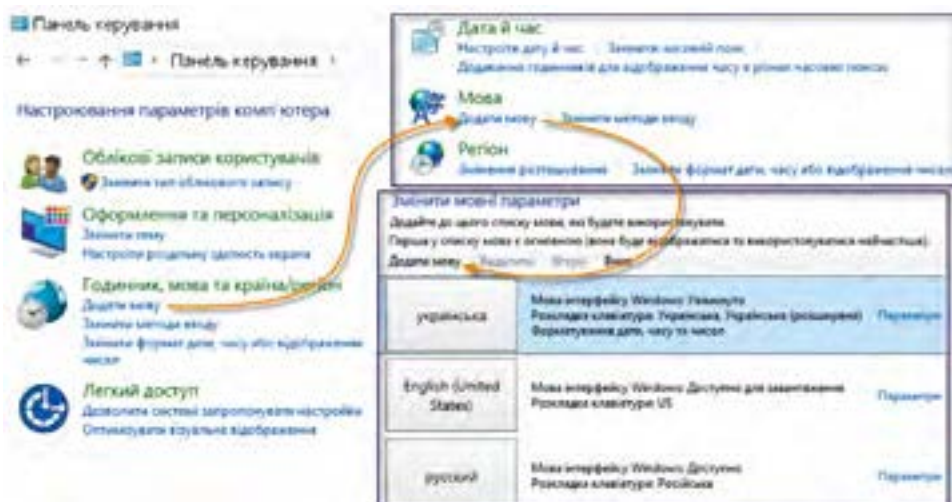 Панель керування
Панель керування
Настроювання параметрів комп'ютера
Облікові записи користувачів
Змінити тип облікового запису
Оформлення та персоналізація
Змінити тему
Настроїти роздільну здатність екрана
Годинник, мова та країна/регіон
Додати мову
Змінити методи вводу
Змінити формат дати, часу або відображення
чисел
Легкий доступ
Дозволити системі запропонувати настройки
Оптимізувати візуальне відображення
Дата й час
Настроїти дату й час Змінити часовий пояс
Додавання годинників для відображення часу в різних часових поясах
Мова
Додати мову Змінити методи вводу
Регіон
Змінення розташування Змінити формат дати, часу або відображення чисел
Змінити мовні параметри
Додайте до цього списку мови, які будете використовувати.
Перша у списку мова є основною (вона буде відображатися та використовуватися найчастіше).
Додати мову Видалити Вгору Вниз
українська
Мова інтерфейсу Windows: Увімкнуто
Розкладка клавіатури: Українська, Українська (розширена)
Форматування дати, часу та чисел
Параметри
English (United
States)
Мова інтерфейсу Windows: Доступно для завантаження
Розкладка клавіатури: US
Параметри
русский
Мова інтерфейсу Windows: Доступно
Розкладка клавіатури: Російська
Параметри